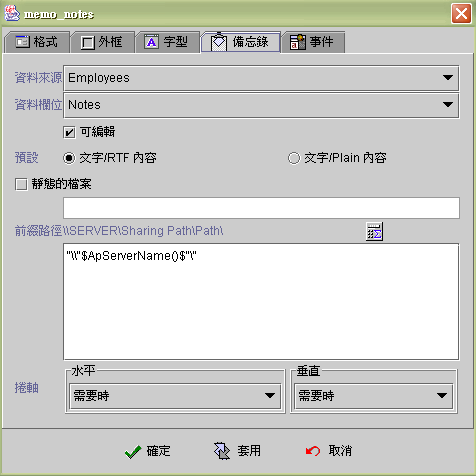 memo_notes
格式 外框 字型 備忘錄 事件
資料來源 Employees
資料欄位 Notes
可編輯
預設 文字/RTF 內容 文字/Plain 內容
靜態的檔案
前綴路徑 \\SERVER\Sharing Path\Path\
"\\"$ApServerName()$"\"
水平 垂直
捲軸 需要時 需要時
確定 套用 取消